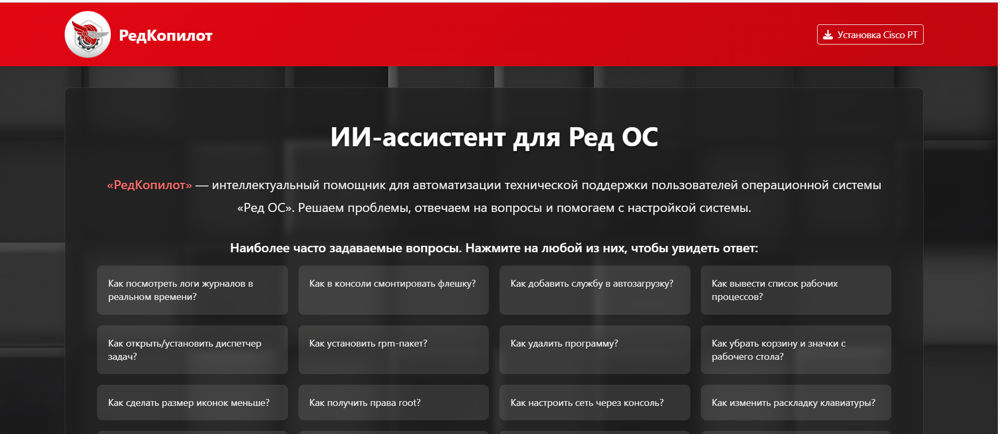 РедКопилот
Установка Cisco PT
ИИ-ассистент для Ред ОС
«РедКопилот» — интеллектуальный помощник для автоматизации технической поддержки пользователей операционной системы
«Ред ОС». Решаем проблемы, отвечаем на вопросы и помогаем с настройкой системы.
Наиболее часто задаваемые вопросы. Нажмите на любой из них, чтобы увидеть ответ:
Как посмотреть логи журналов в
реальном времени?
Как в консоли смонтировать флешку?
Как добавить службу в автозагрузку?
Как вывести список рабочих
процессов?
Как открыть/установить диспетчер
задач?
Как установить rpm-пакет?
Как удалить программу?
Как убрать корзину и значки с
рабочего стола?
Как сделать размер иконок меньше?
Как получить права root?
Как настроить сеть через консоль?
Как изменить раскладку клавиатуры?